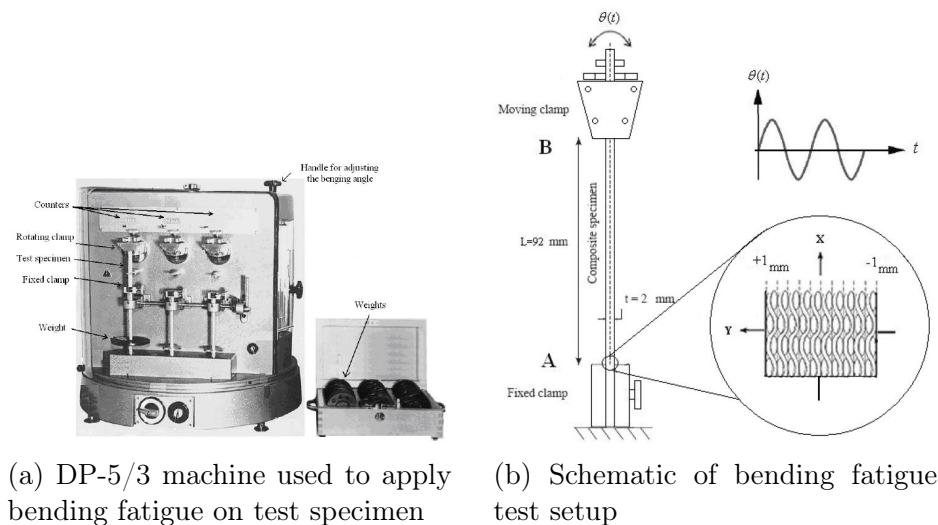 Handle for adjusting
the benging angle
Counters
Rotating clamp
Test specimen
Fixed clamp
Weight
Weights
(a) DP-5/3 machine used to apply
bending fatigue on test specimen
θ(t)
Moving clamp
B
L=92 mm
Composite specimen
t = 2 mm
A
Fixed clamp
θ(t)
t
X
+1mm
-1mm
Y
(b) Schematic of bending fatigue
test setup